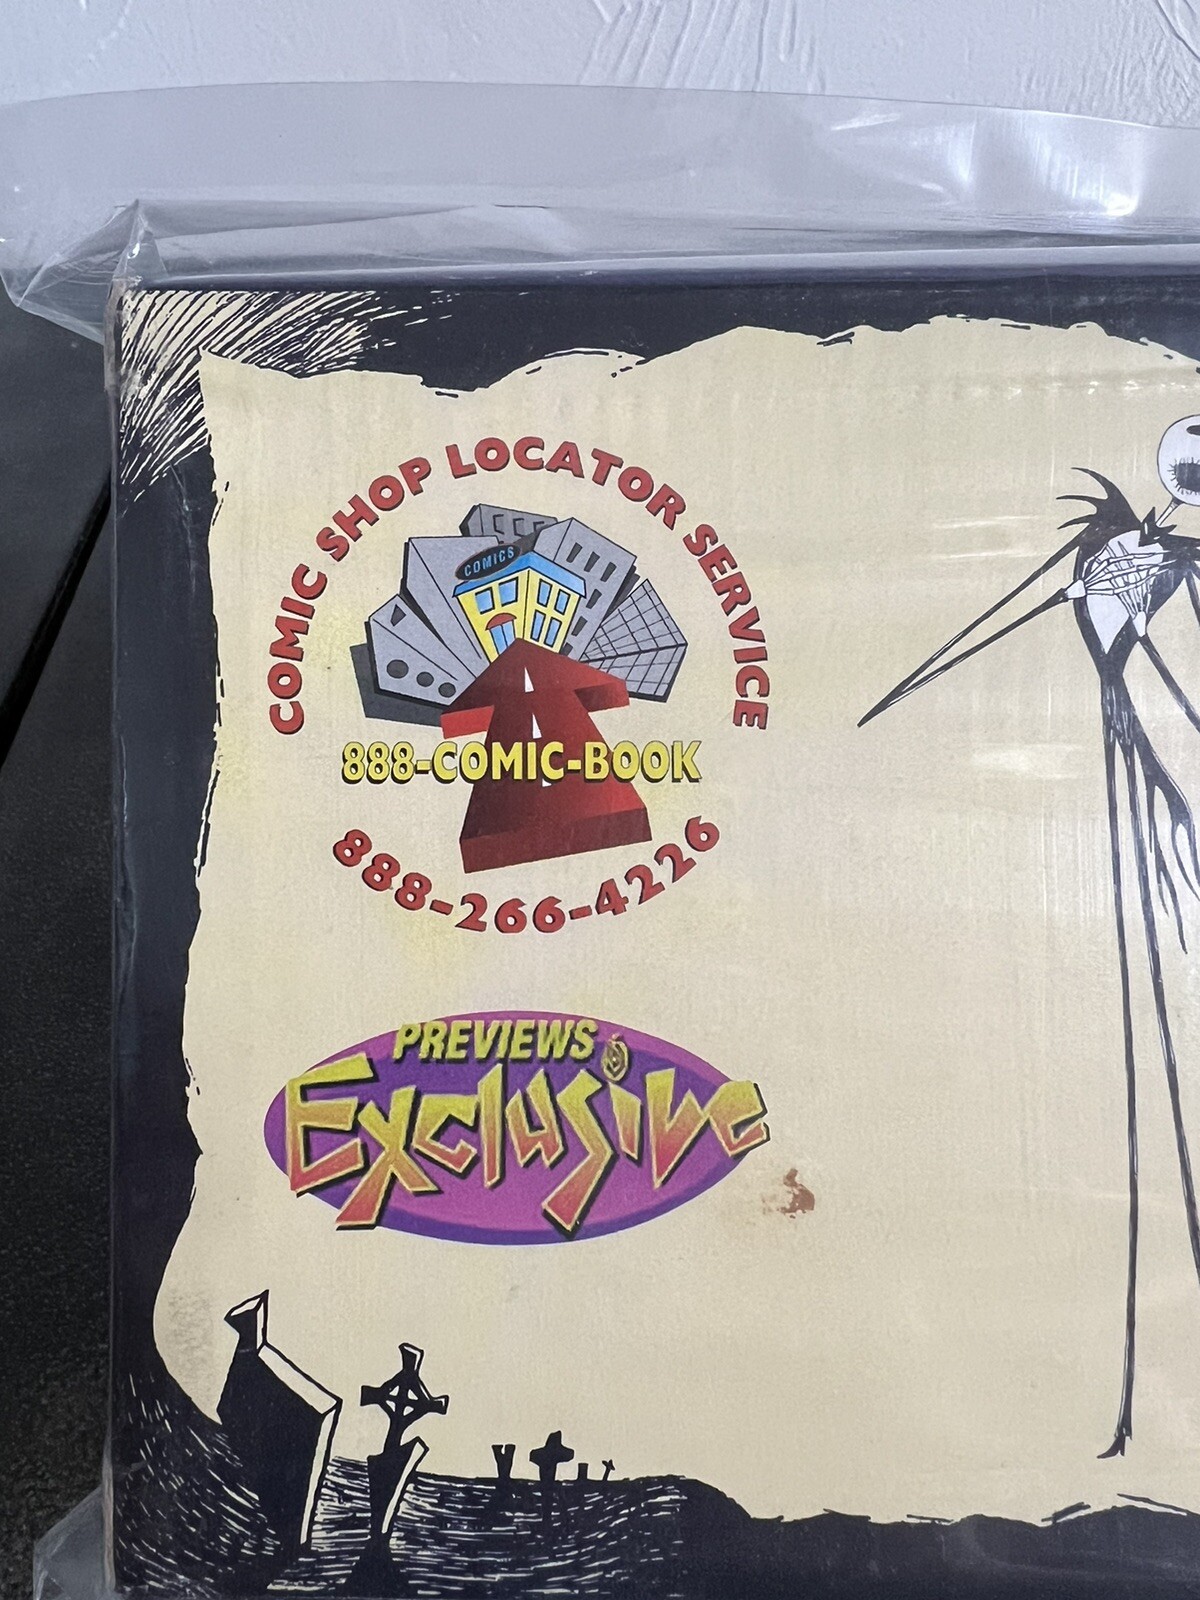 COMIC SHOP LOCATOR SERVICE
COMICS
888-COMIC-BOOK
888-266-4226
PREVIEWS
Exclusive